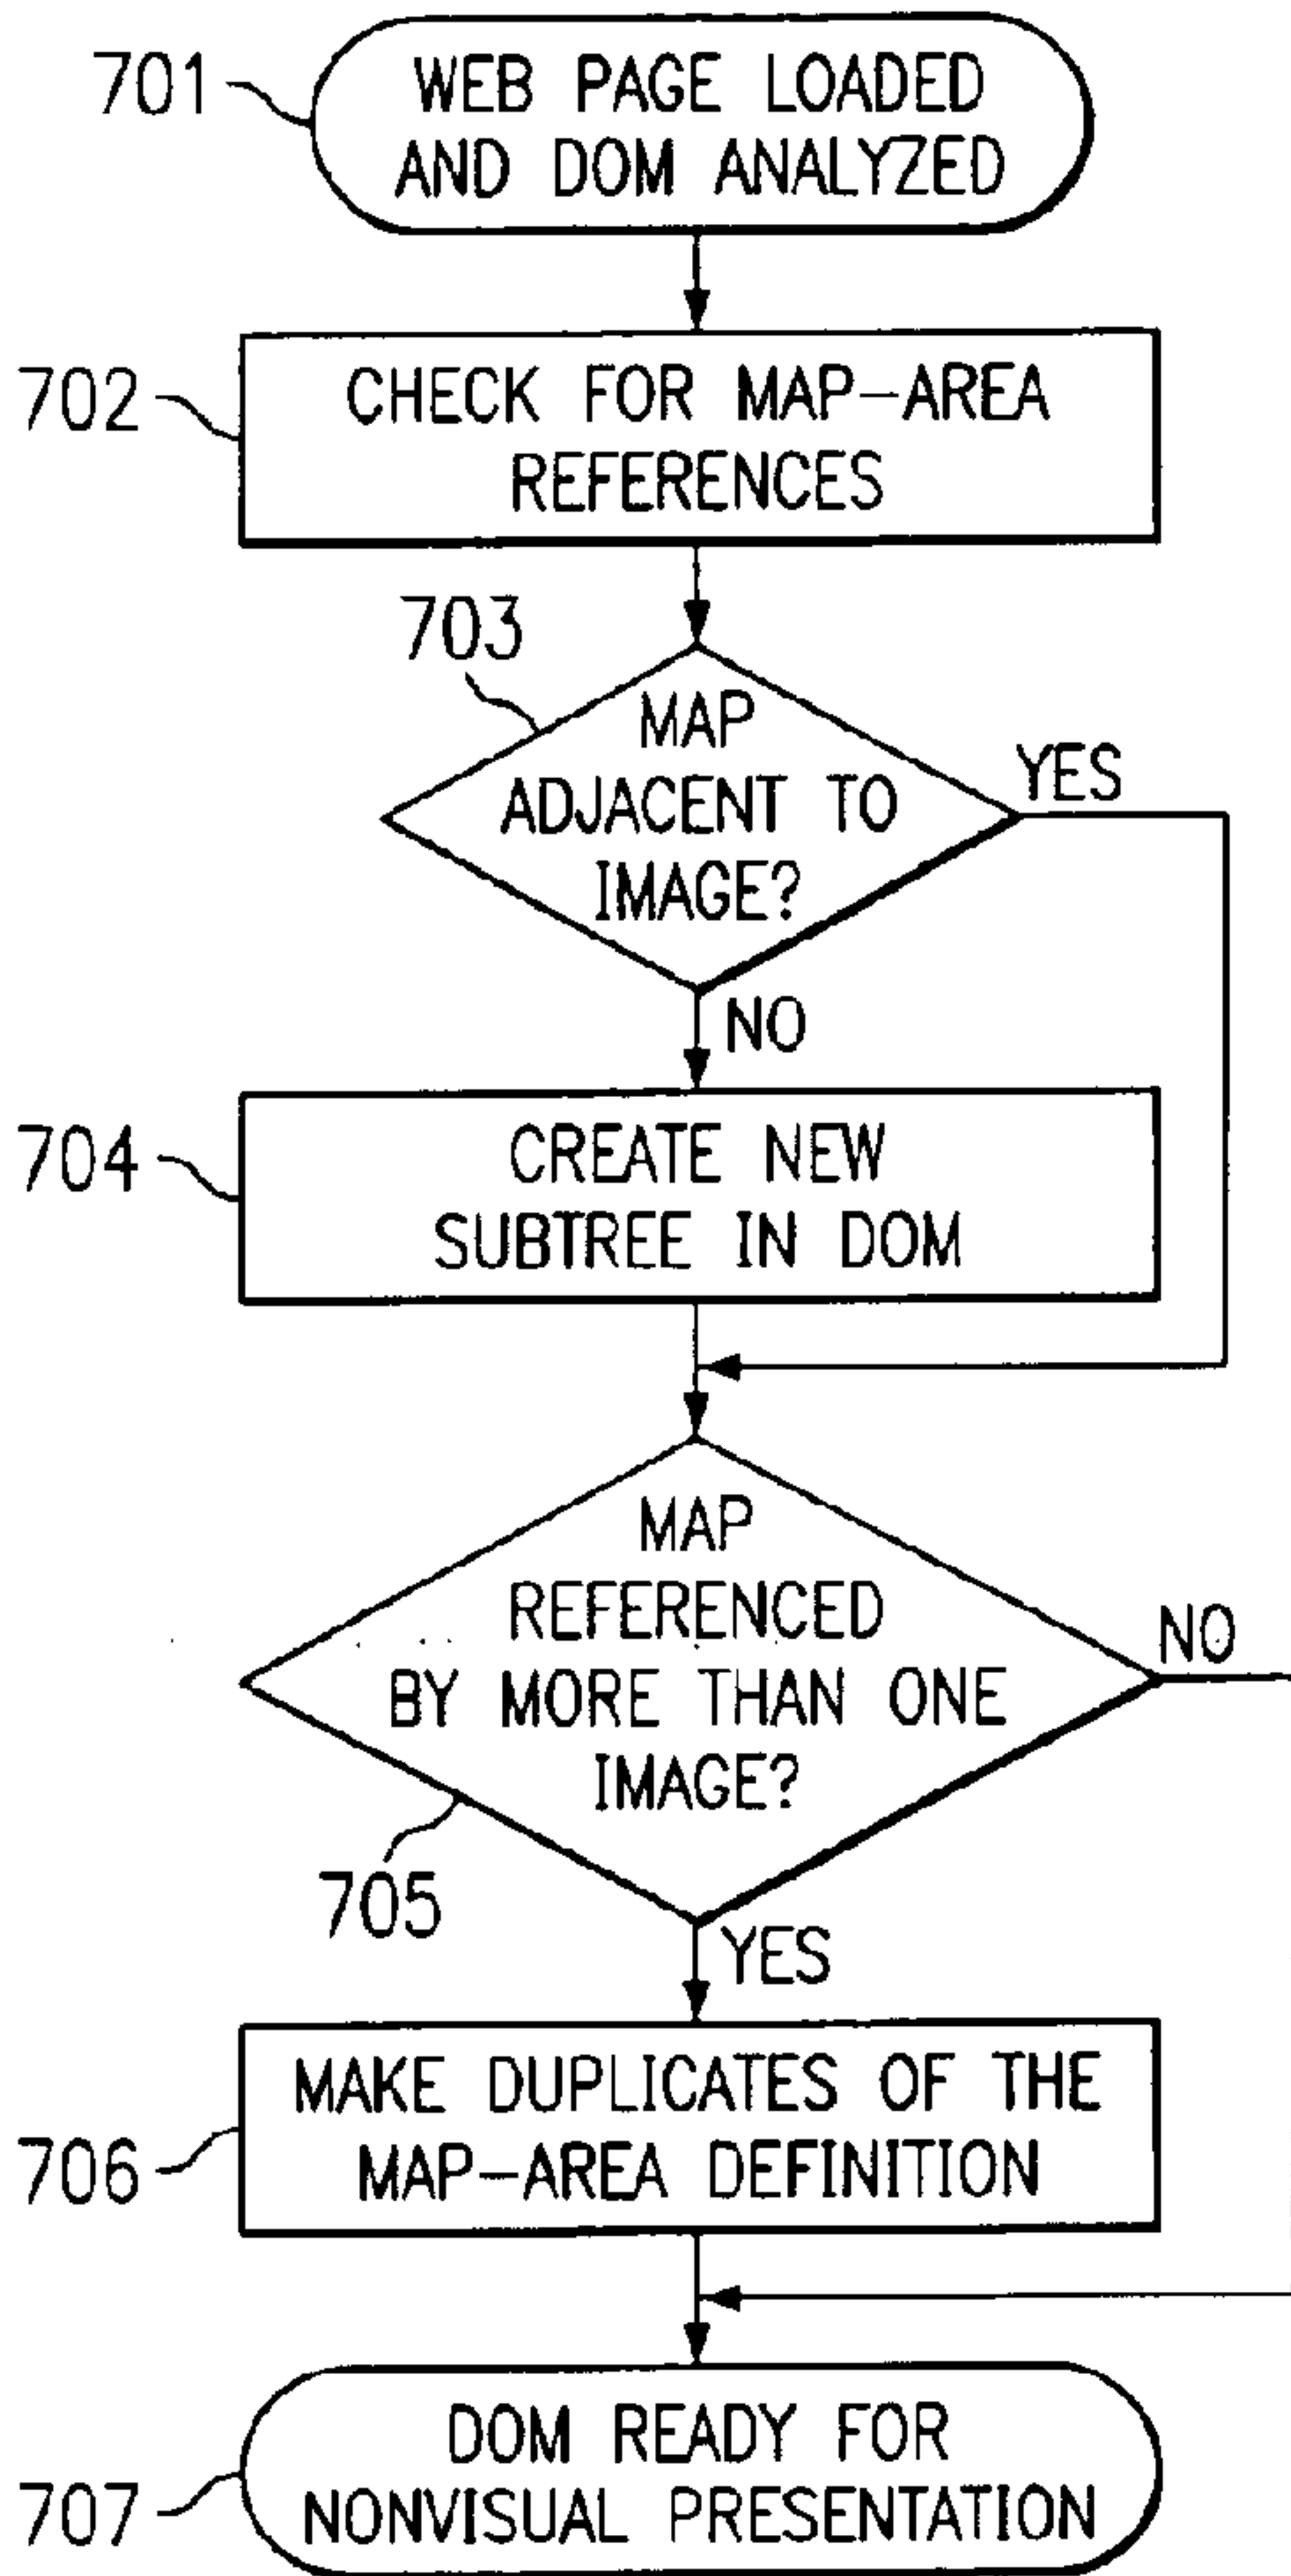 701
WEB PAGE LOADED
AND DOM ANALYZED
702
CHECK FOR MAP-AREA
REFERENCES
703
MAP
ADJACENT TO
IMAGE?
YES
NO
704
CREATE NEW
SUBTREE IN DOM
MAP
REFERENCED
BY MORE THAN ONE
IMAGE?
NO
705
YES
706
MAKE DUPLICATES OF THE
MAP-AREA DEFINITION
707
DOM READY FOR
NONVISUAL PRESENTATION